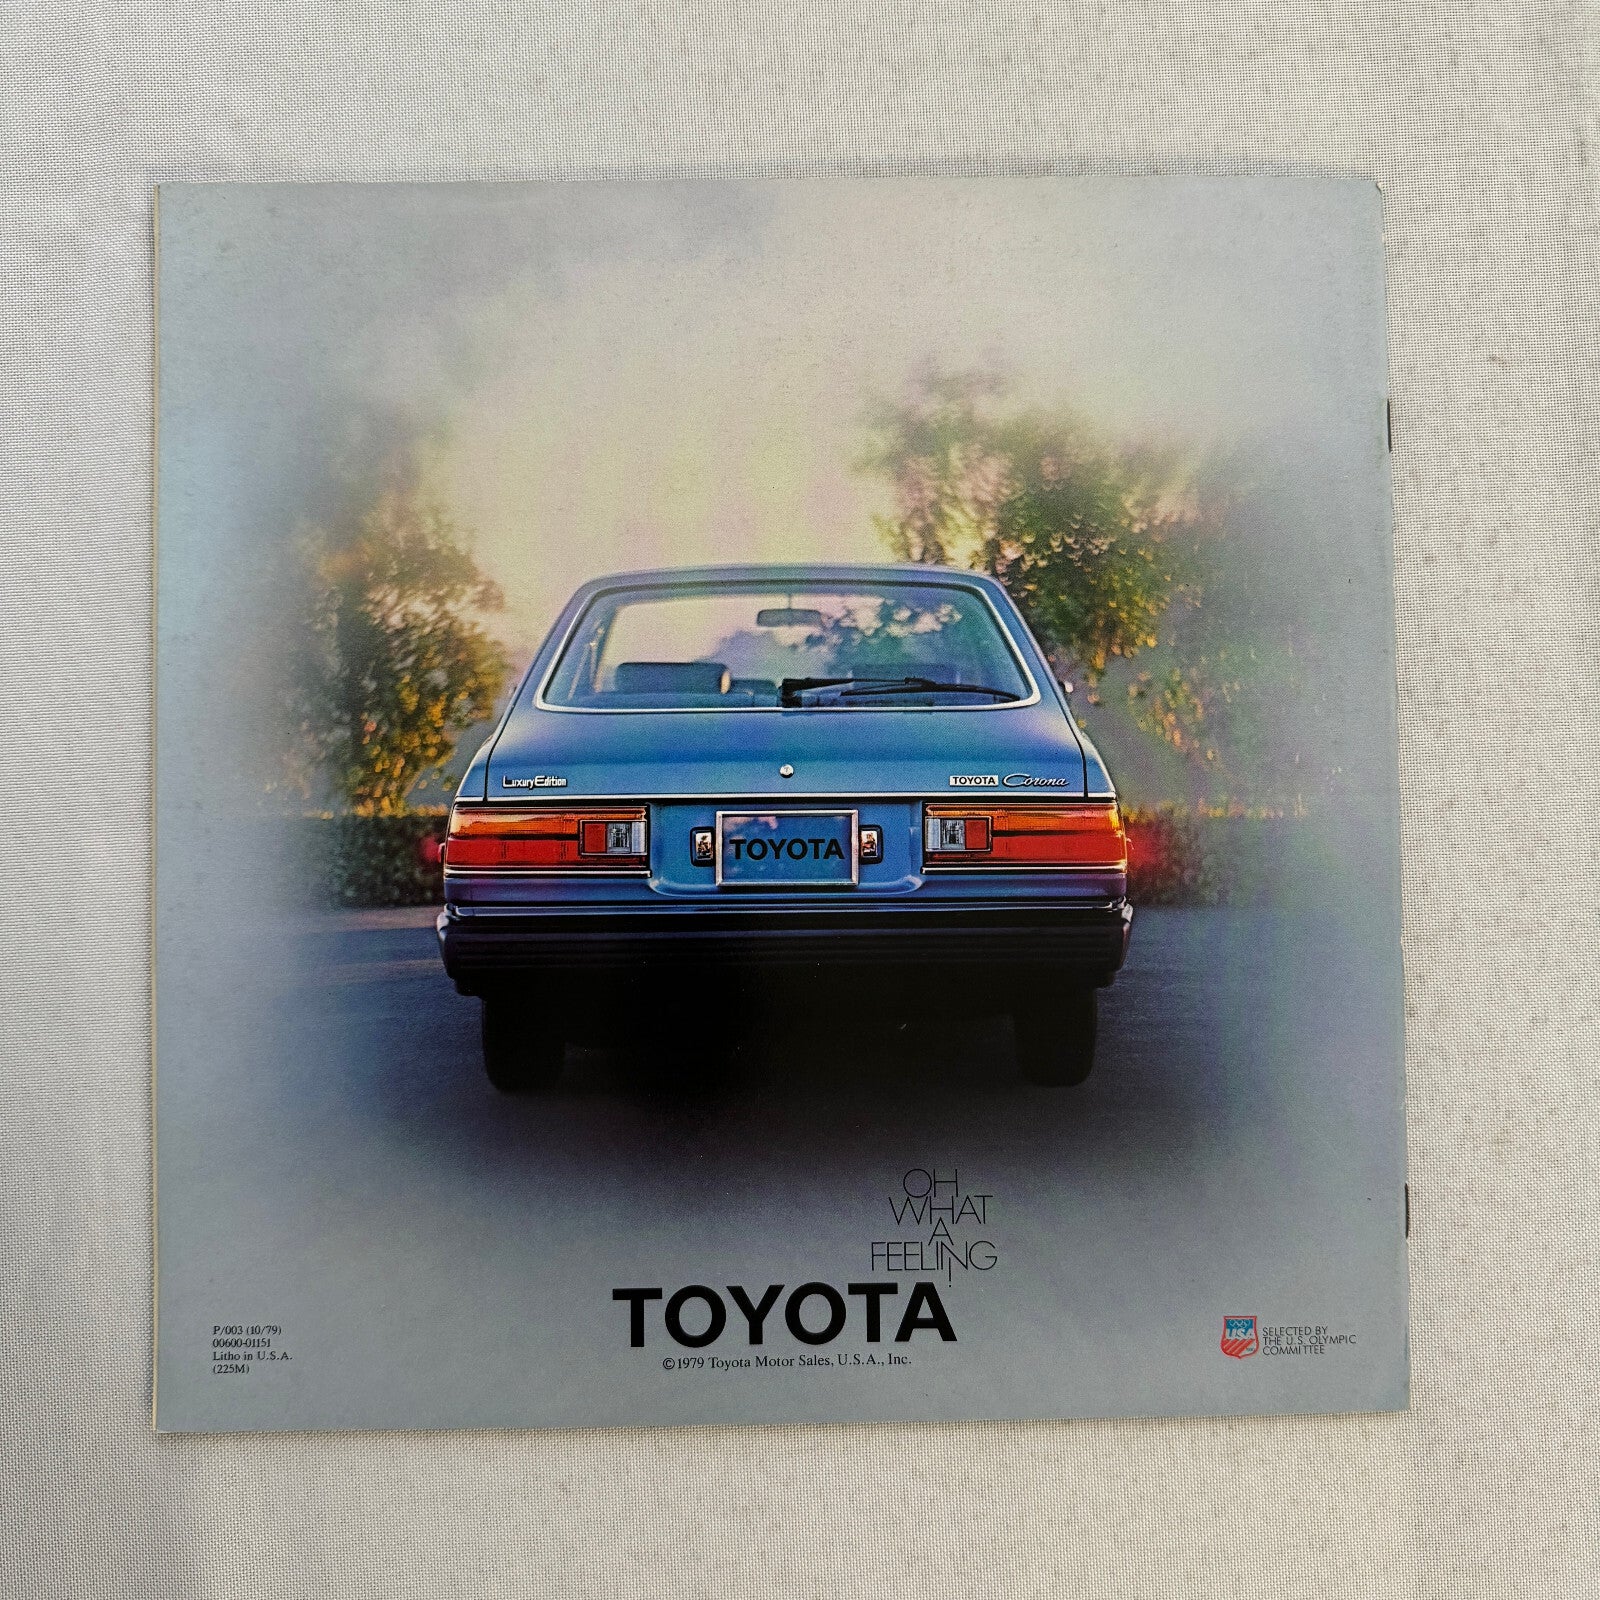 Luxury Edition
TOYOTA Corona
TOYOTA
OH
WHAT
A
FEELING
!
TOYOTA
©1979 Toyota Motor Sales, U.S.A., Inc.
P/003 (10/79)
00600-01151
Litho in U.S.A.
(225M)
USA
SELECTED BY
THE U.S. OLYMPIC
COMMITTEE